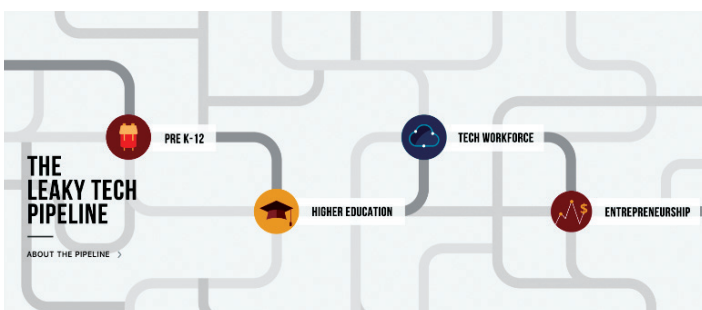 PRE K-12
TECH WORKFORCE
THE
LEAKY TECH
PIPELINE
HIGHER EDUCATION
ENTREPRENEURSHIP
ABOUT THE PIPELINE >
$